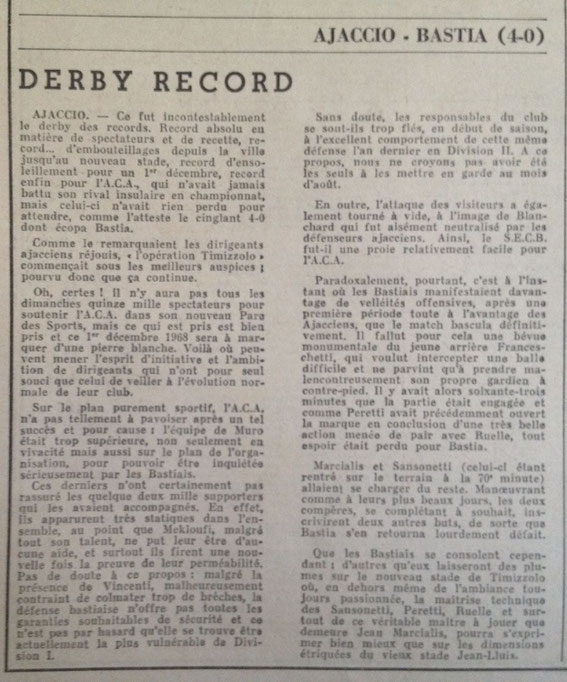 AJACCIO - BASTIA (4-0)
DERBY RECORD
AJACCIO. — Ce fut incontestablement
le derby des records. Record absolu en
matière de spectateurs et de recette, re-
cord... d'embouteillages depuis la ville
jusqu'au nouveau stade, record d'enso-
leillement pour un 1er décembre, record
enfin pour l'A.C.A., qui n'avait jamais
battu son rival insulaire en championnat,
mais celui-ci n'avait rien perdu pour
attendre, comme l'atteste le cinglant 4-0
dont écopa Bastia.
Comme le remarquaient les dirigeants
ajacciens réjouis, « l'opération Timizzolo »
commençait sous les meilleurs auspices ;
pourvu donc que ça continue.
Oh, certes ! Il n'y aura pas tous les
dimanches quinze mille spectateurs pour
soutenir l'A.C.A. dans son nouveau Parc
des Sports, mais ce qui est pris est bien
pris et ce 1er décembre 1968 sera à mar-
quer d'une pierre blanche. Voilà où peu-
vent mener l'esprit d'initiative et l'ambi-
tion de dirigeants qui n'ont pour seul
souci que celui de veiller à l'évolution nor-
male de leur club.
Sur le plan purement sportif, l'A.C.A.
n'a pas tellement à pavoiser après un tel
succès et pour cause : l'équipe de Muro
était trop supérieure, non seulement en
vivacité mais aussi sur le plan de l'orga-
nisation, pour pouvoir être inquiétée
sérieusement par les Bastiais.
Ces derniers n'ont certainement pas
rassuré les quelque deux mille supporters
qui les avaient accompagnés. En effet,
ils apparurent très statiques dans l'en-
semble, au point que Mekloufi, malgré
tout son talent, ne put leur être d'au-
cune aide, et surtout ils firent une nou-
velle fois la preuve de leur perméabilité.
Pas de doute à ce propos : malgré la
présence de Vincenti, malheureusement
contraint de colmater trop de brèches, la
défense bastiaise n'offre pas toutes les
garanties souhaitables de sécurité et ce
n'est pas par hasard qu'elle se trouve être
actuellement la plus vulnérable de Divi-
sion I.
Sans doute, les responsables du club
se sont-ils trop fiés, en début de saison,
à l'excellent comportement de cette même
défense l'an dernier en Division II. A ce
propos, nous ne croyons pas avoir été
les seuls à les mettre en garde au mois
d'août.
En outre, l'attaque des visiteurs a éga-
lement tourné à vide, à l'image de Blan-
chard qui fut aisément neutralisé par les
défenseurs ajacciens. Ainsi, le S.E.C.B.
fut-il une proie relativement facile pour
l'A.C.A.
Paradoxalement, pourtant, c'est à l'ins-
tant où les Bastiais manifestaient davan-
tage de velléités offensives, après une
première période toute à l'avantage des
Ajacciens, que le match bascula définiti-
vement. Il fallut pour cela une bévue
monumentale du jeune arrière Frances-
chetti, qui voulut intercepter une balle
difficile et ne parvint qu'à prendre mal-
encontreusement son propre gardien à
contre-pied. Il y avait alors soixante-trois
minutes que la partie était engagée et
comme Peretti avait précédemment ouvert
la marque en conclusion d'une très belle
action menée de pair avec Ruelle, tout
espoir était perdu pour Bastia.
Marcialis et Sansonetti (celui-ci étant
rentré sur le terrain à la 70e minute)
allaient se charger du reste. Manœuvrant
comme à leurs plus beaux jours, les deux
compères, se complétant à souhait, ins-
crivirent deux autres buts, de sorte que
Bastia s'en retourna lourdement défait.
Que les Bastiais se consolent cepen-
dant : d'autres qu'eux laisseront des plu-
mes sur le nouveau stade de Timizzolo
où, en dehors même de l'ambiance tou-
jours passionnée, la maîtrise technique
des Sansonetti, Peretti, Ruelle et sur-
tout de ce véritable maître à jouer que
demeure Jean Marcialis, pourra s'expri-
mer bien mieux que sur les dimensions
étriquées du vieux stade Jean-Lluis.